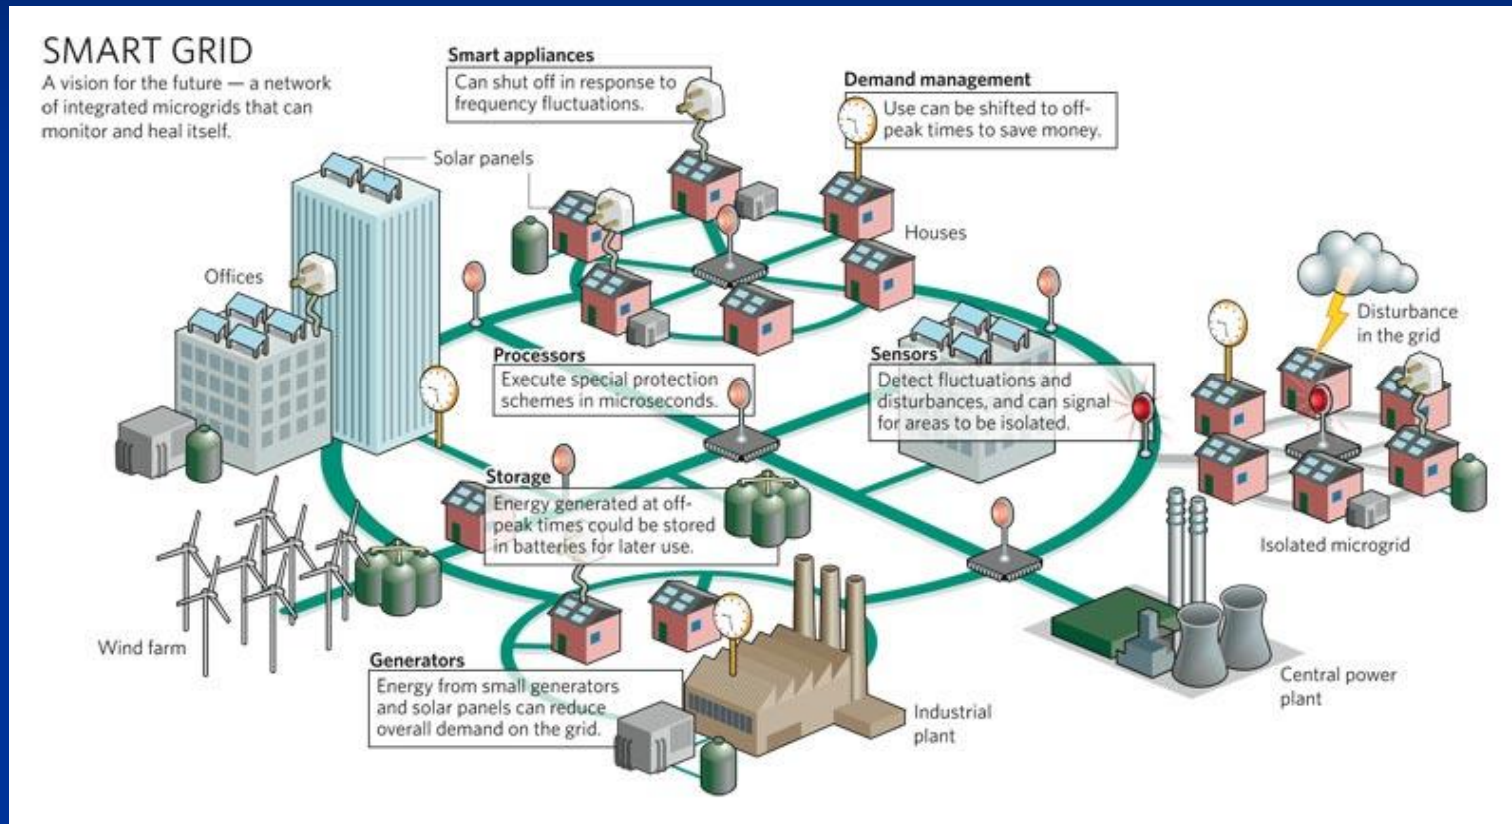 SMART GRID
A vision for the future — a network
of integrated microgrids that can
monitor and heal itself.
Smart appliances
Can shut off in response to
frequency fluctuations.
Demand management
Use can be shifted to off-
peak times to save money.
Solar panels
Houses
Offices
Disturbance
in the grid
Processors
Execute special protection
schemes in microseconds.
Sensors
Detect fluctuations and
disturbances, and can signal
for areas to be isolated.
Storage
Energy generated at off-
peak times could be stored
in batteries for later use.
Isolated microgrid
Wind farm
Generators
Energy from small generators
and solar panels can reduce
overall demand on the grid.
Industrial
plant
Central power
plant